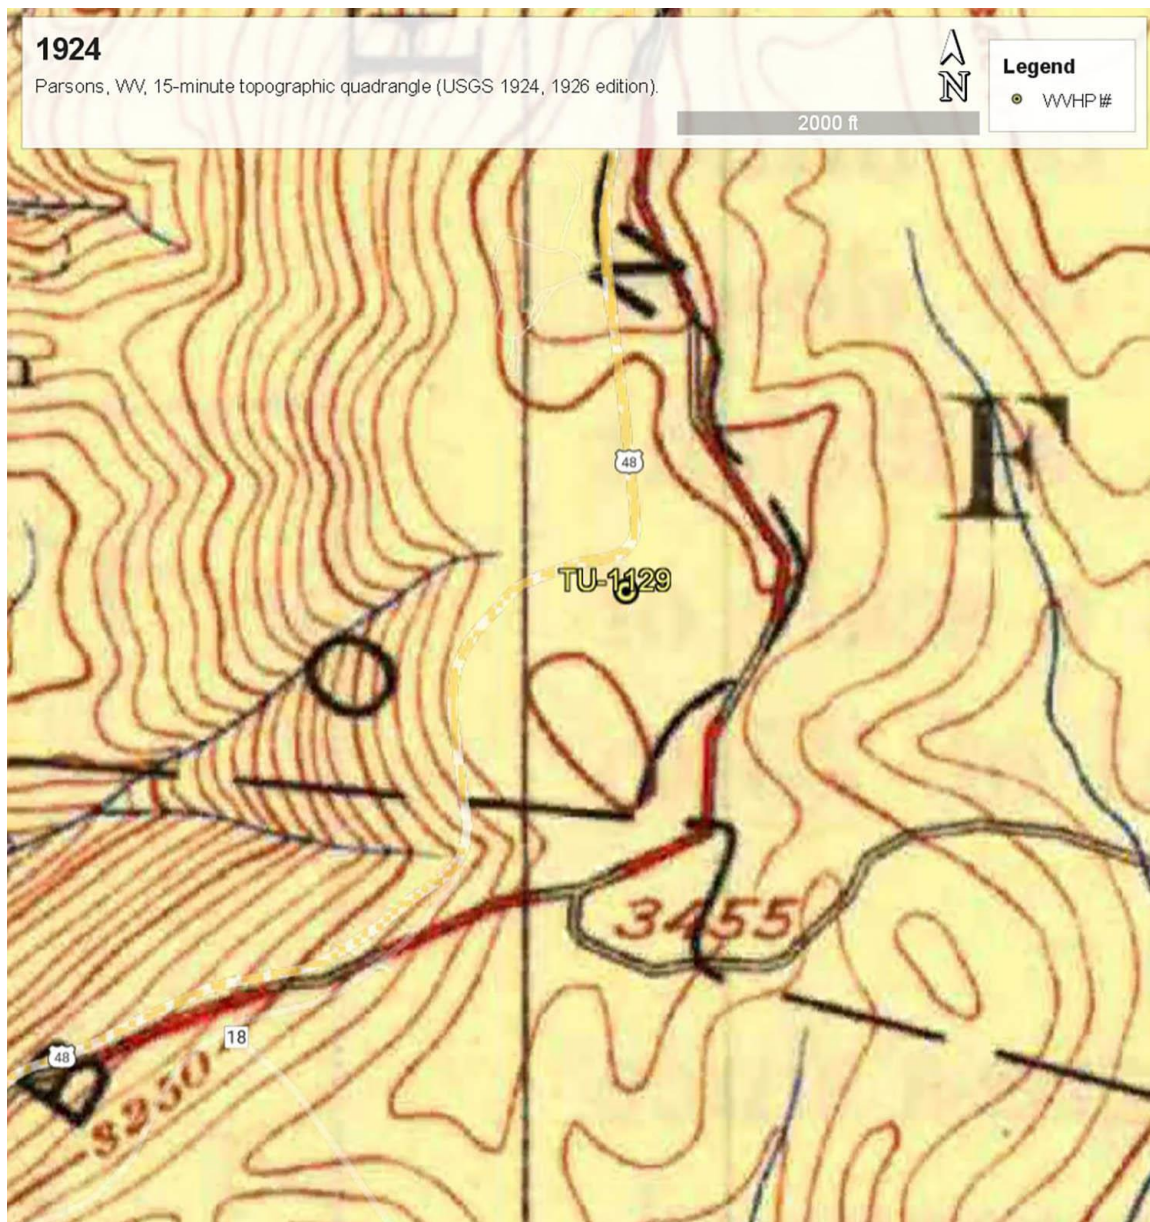 1924
Parsons, WV, 15-minute topographic quadrangle (USGS 1924, 1926 edition).
N
2000 ft
Legend
WVHPI#
48
F
TU-1129
O
3455
18
48
B
3250